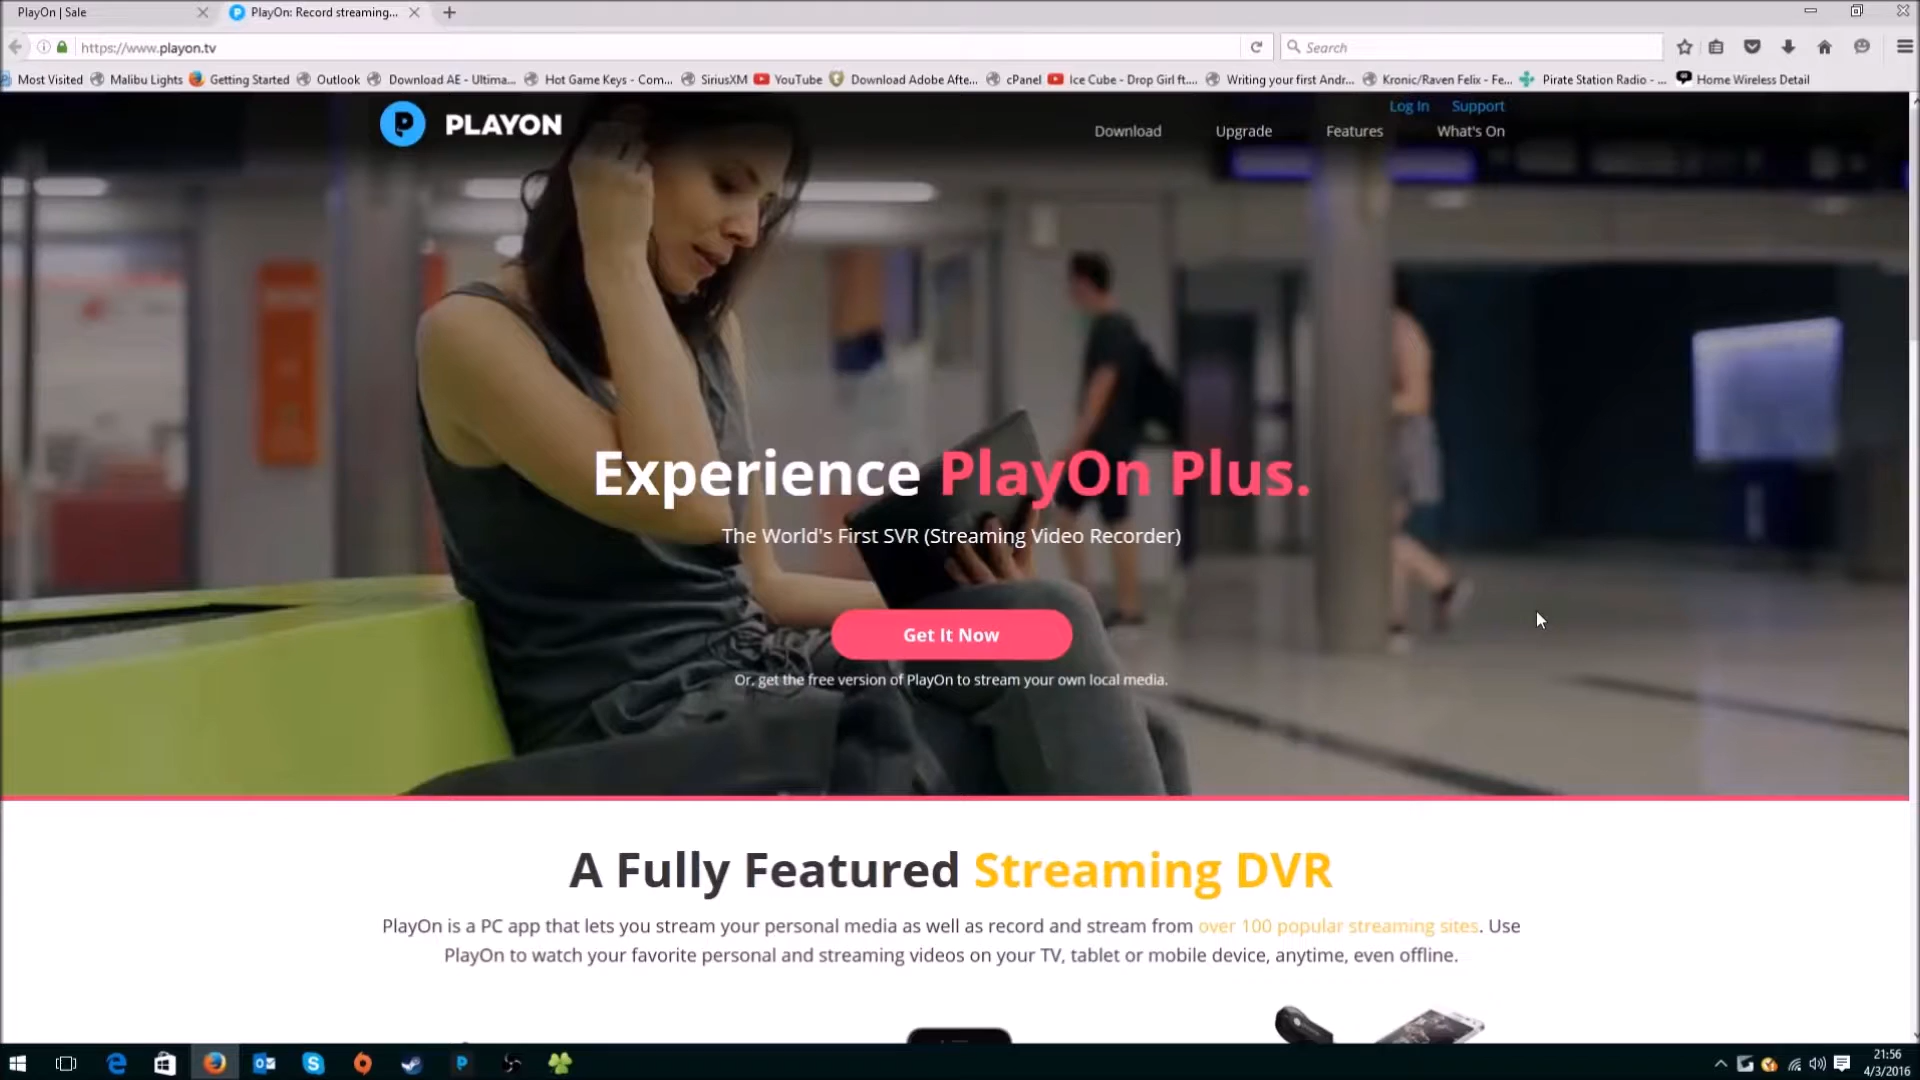 PlayOn | Sale
PlayOn: Record streaming...
https://www.playon.tv
Search
Most Visited
Malibu Lights
Getting Started
Outlook
Download AE - Ultima...
Hot Game Keys - Com...
SiriusXM
YouTube
Download Adobe Afte...
cPanel
Ice Cube - Drop Girl ft....
Writing your first Andr...
Kronic/Raven Felix - Fe...
Pirate Station Radio - ...
Home Wireless Detail
Log In Support
PLAYON
Download Upgrade Features What's On
Experience PlayOn Plus.
The World's First SVR (Streaming Video Recorder)
Get It Now
Or, get the free version of PlayOn to stream your own local media.
A Fully Featured Streaming DVR
PlayOn is a PC app that lets you stream your personal media as well as record and stream from over 100 popular streaming sites. Use
PlayOn to watch your favorite personal and streaming videos on your TV, tablet or mobile device, anytime, even offline.
21:56
4/3/2016